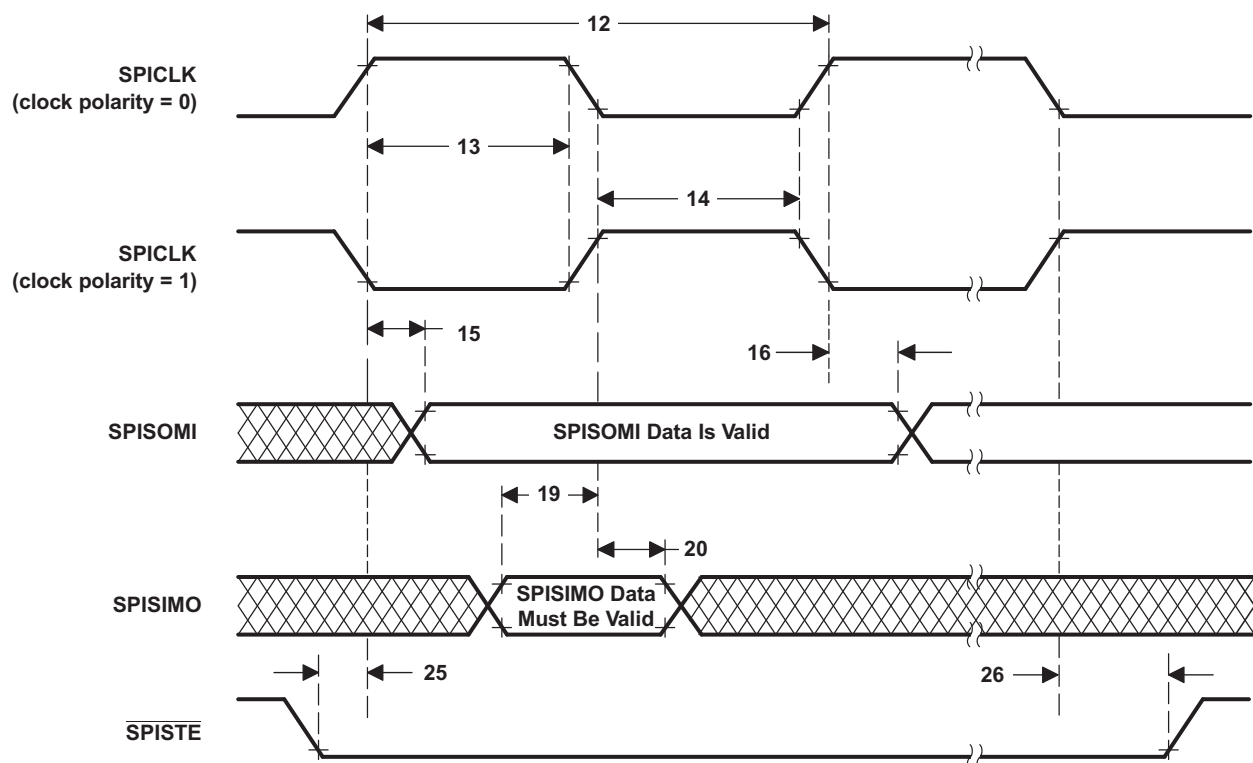 12
SPICLK
(clock polarity = 0)
13
14
SPICLK
(clock polarity = 1)
15
16
SPISOMI
SPISOMI Data Is Valid
19
20
SPISIMO
SPISIMO Data
Must Be Valid
25
26
SPISTE